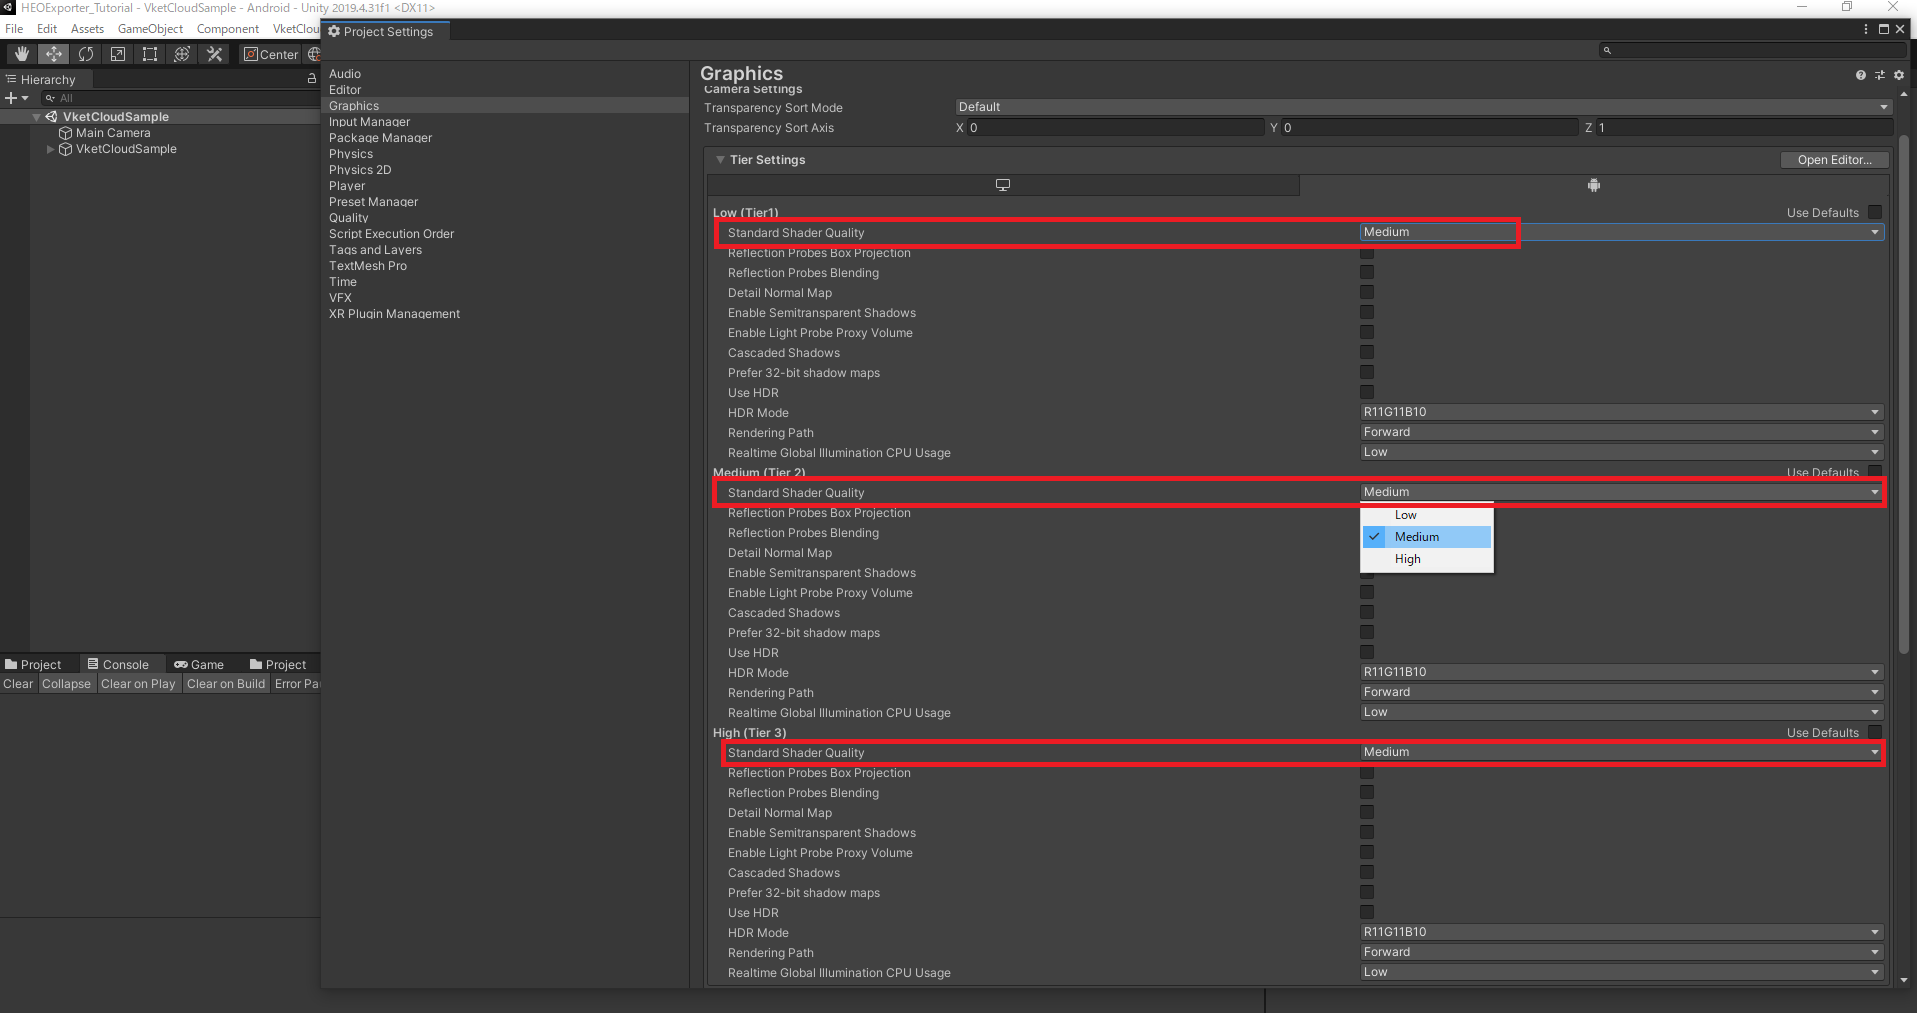 HEOExporter_Tutorial - VketCloudSample - Android - Unity 2019.4.31f1 <DX11>
File Edit Assets GameObject Component VketClou
Project Settings
Center
Hierarchy
All
VketCloudSample
Main Camera
VketCloudSample
Project Console Game Project
Clear Collapse Clear on Play Clear on Build Error Pau
Audio
Editor
Graphics
Input Manager
Package Manager
Physics
Physics 2D
Player
Preset Manager
Quality
Script Execution Order
Tags and Layers
TextMesh Pro
Time
VFX
XR Plugin Management
Graphics
Camera Settings
Transparency Sort Mode Default
Transparency Sort Axis X 0 Y 0 Z 1
Tier Settings Open Editor...
Low (Tier1) Use Defaults
Standard Shader Quality Medium
Reflection Probes Box Projection
Reflection Probes Blending
Detail Normal Map
Enable Semitransparent Shadows
Enable Light Probe Proxy Volume
Cascaded Shadows
Prefer 32-bit shadow maps
Use HDR
HDR Mode R11G11B10
Rendering Path Forward
Realtime Global Illumination CPU Usage Low
Medium (Tier 2) Use Defaults
Standard Shader Quality Medium
Low
Medium
High
Reflection Probes Box Projection
Reflection Probes Blending
Detail Normal Map
Enable Semitransparent Shadows
Enable Light Probe Proxy Volume
Cascaded Shadows
Prefer 32-bit shadow maps
Use HDR
HDR Mode R11G11B10
Rendering Path Forward
Realtime Global Illumination CPU Usage Low
High (Tier 3) Use Defaults
Standard Shader Quality Medium
Reflection Probes Box Projection
Reflection Probes Blending
Detail Normal Map
Enable Semitransparent Shadows
Enable Light Probe Proxy Volume
Cascaded Shadows
Prefer 32-bit shadow maps
Use HDR
HDR Mode R11G11B10
Rendering Path Forward
Realtime Global Illumination CPU Usage Low